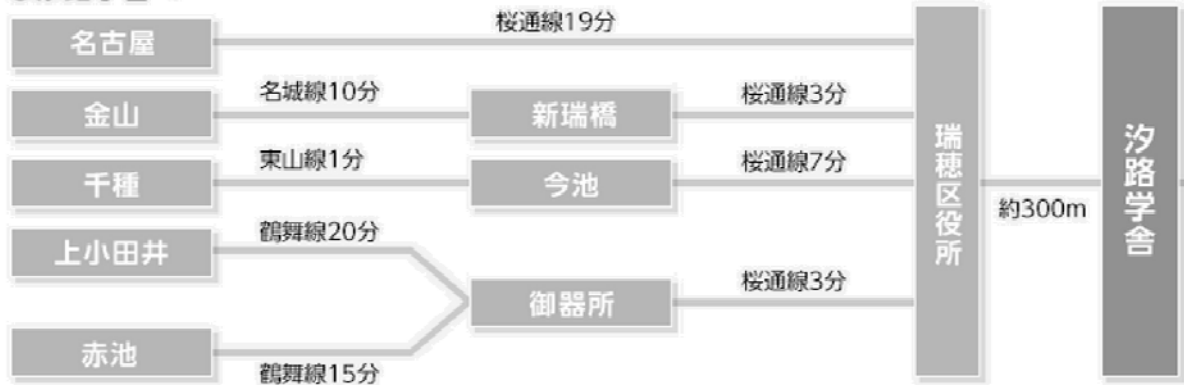 名古屋
桜通線19分
金山
名城線10分
新瑞橋
桜通線3分
千種
東山線1分
今池
桜通線7分
上小田井
鶴舞線20分
御器所
桜通線3分
赤池
鶴舞線15分
瑞穂区役所
約300m
汐路学舎